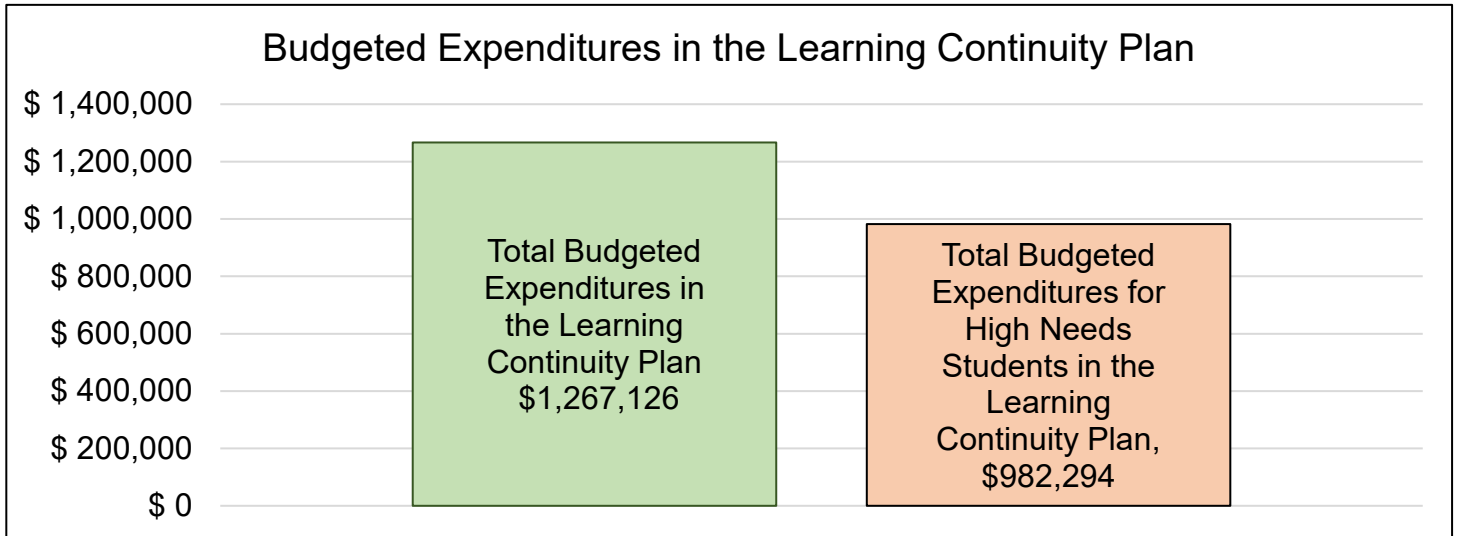 Budgeted Expenditures in the Learning Continuity Plan
$ 1,400,000
$ 1,200,000
$ 1,000,000
$ 800,000
$ 600,000
$ 400,000
$ 200,000
$ 0
Total Budgeted
Expenditures in
the Learning
Continuity Plan
$1,267,126
Total Budgeted
Expenditures for
High Needs
Students in the
Learning
Continuity Plan,
$982,294